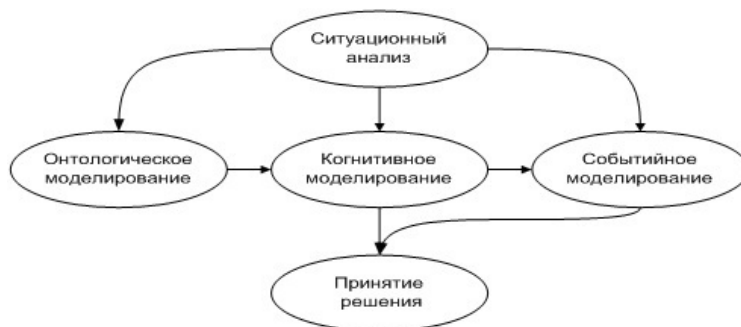 Ситуационный
анализ
Онтологическое
моделирование
Когнитивное
моделирование
Событийное
моделирование
Принятие
решения